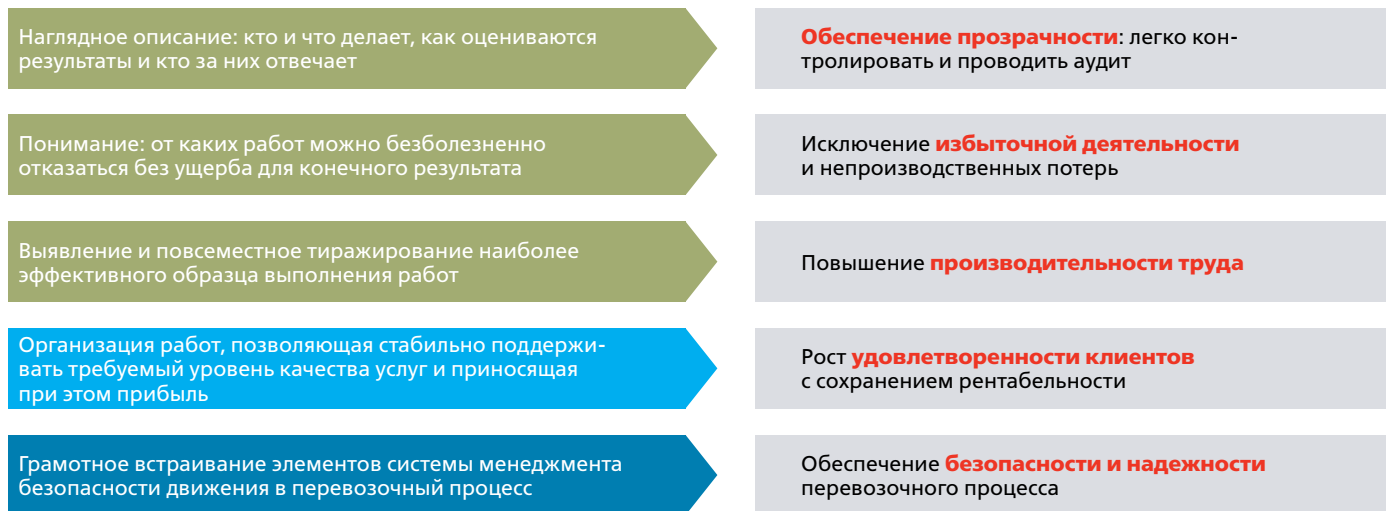 Наглядное описание: кто и что делает, как оцениваются
результаты и кто за них отвечает
Обеспечение прозрачности: легко кон-
тролировать и проводить аудит
Понимание: от каких работ можно безболезненно
отказаться без ущерба для конечного результата
Исключение избыточной деятельности
и непроизводственных потерь
Выявление и повсеместное тиражирование наиболее
эффективного образца выполнения работ
Повышение производительности труда
Организация работ, позволяющая стабильно поддержи-
вать требуемый уровень качества услуг и приносящая
при этом прибыль
Рост удовлетворенности клиентов
с сохранением рентабельности
Грамотное встраивание элементов системы менеджмента
безопасности движения в перевозочный процесс
Обеспечение безопасности и надежности
перевозочного процесса